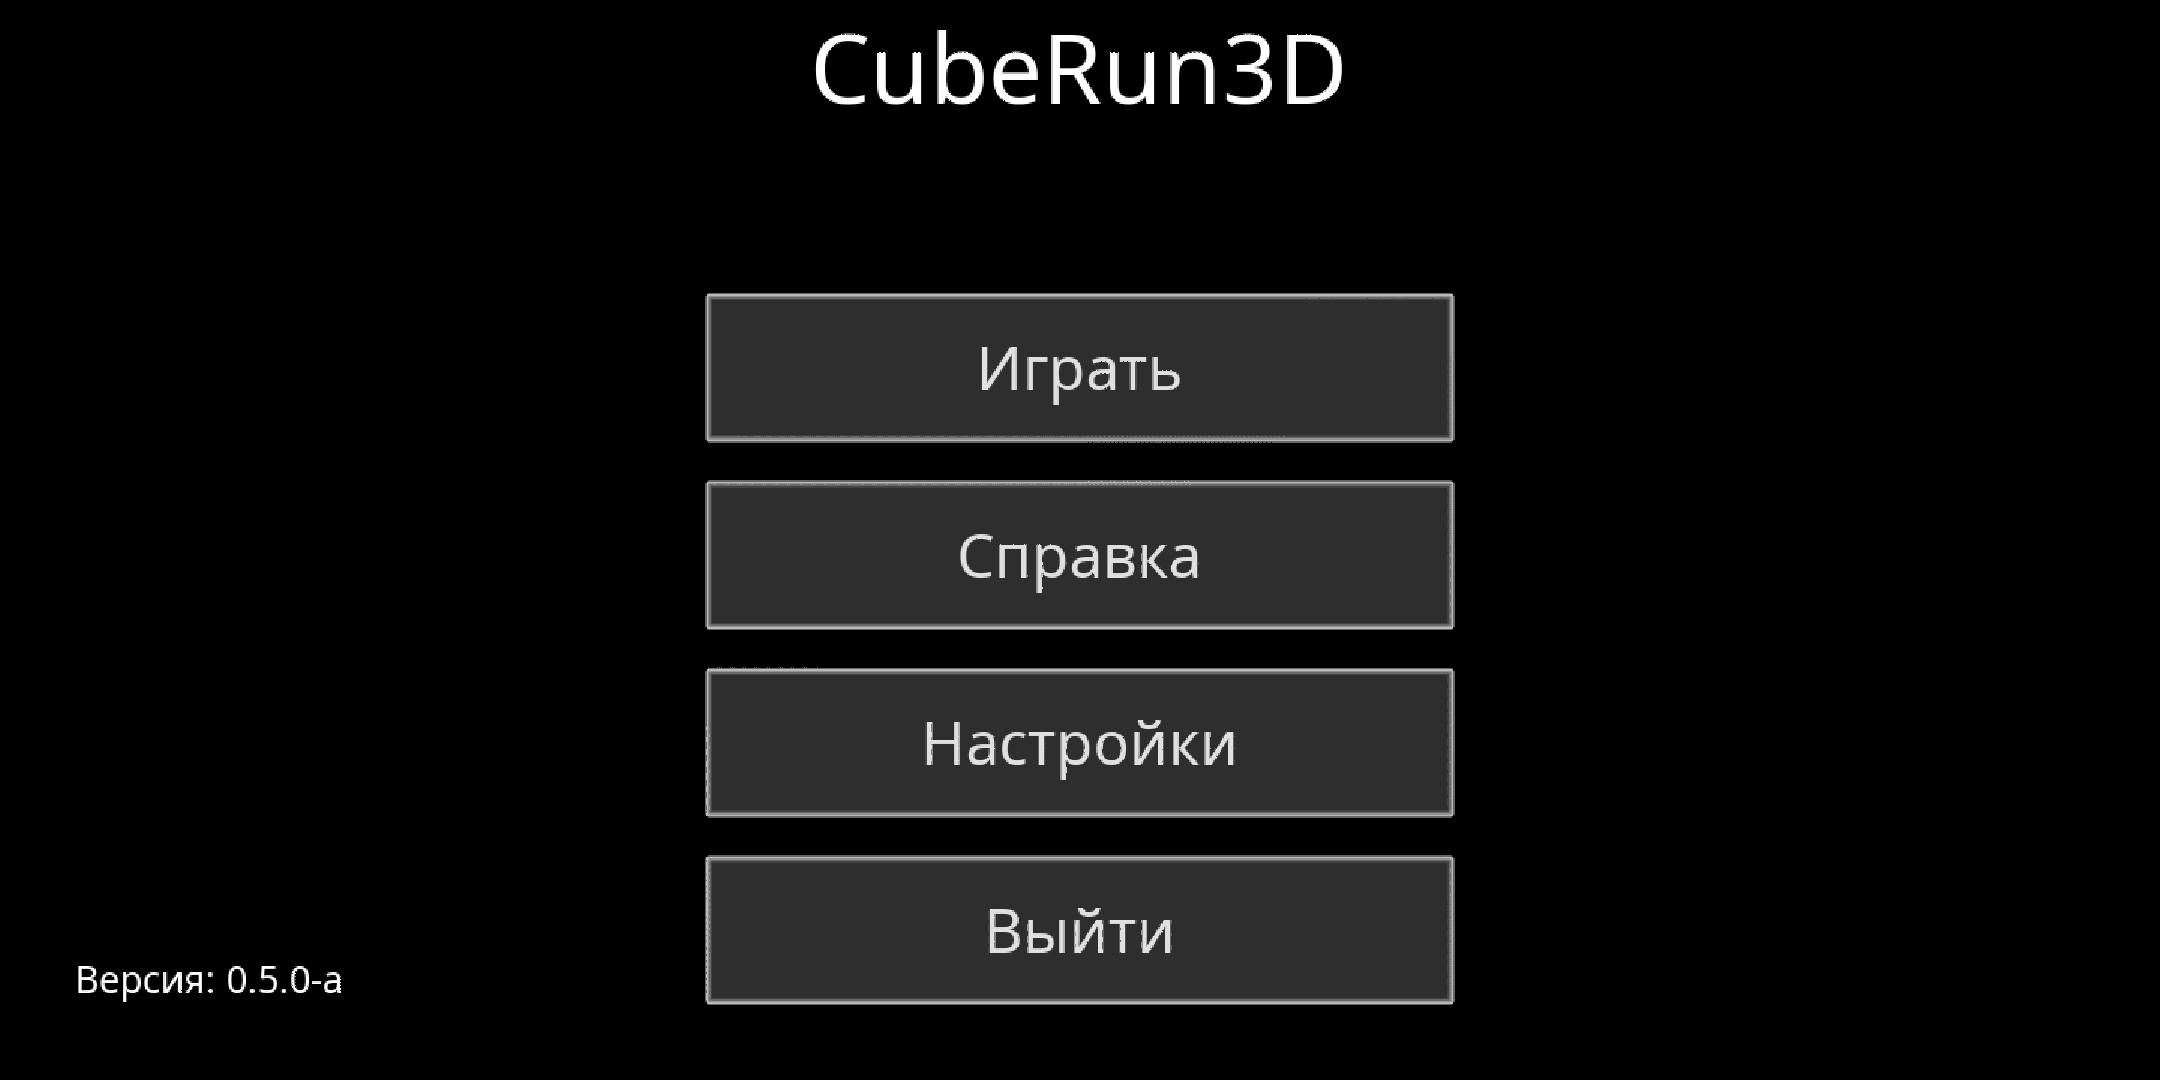 CubeRun3D
Играть
Справка
Настройки
Выйти
Версия: 0.5.0-a